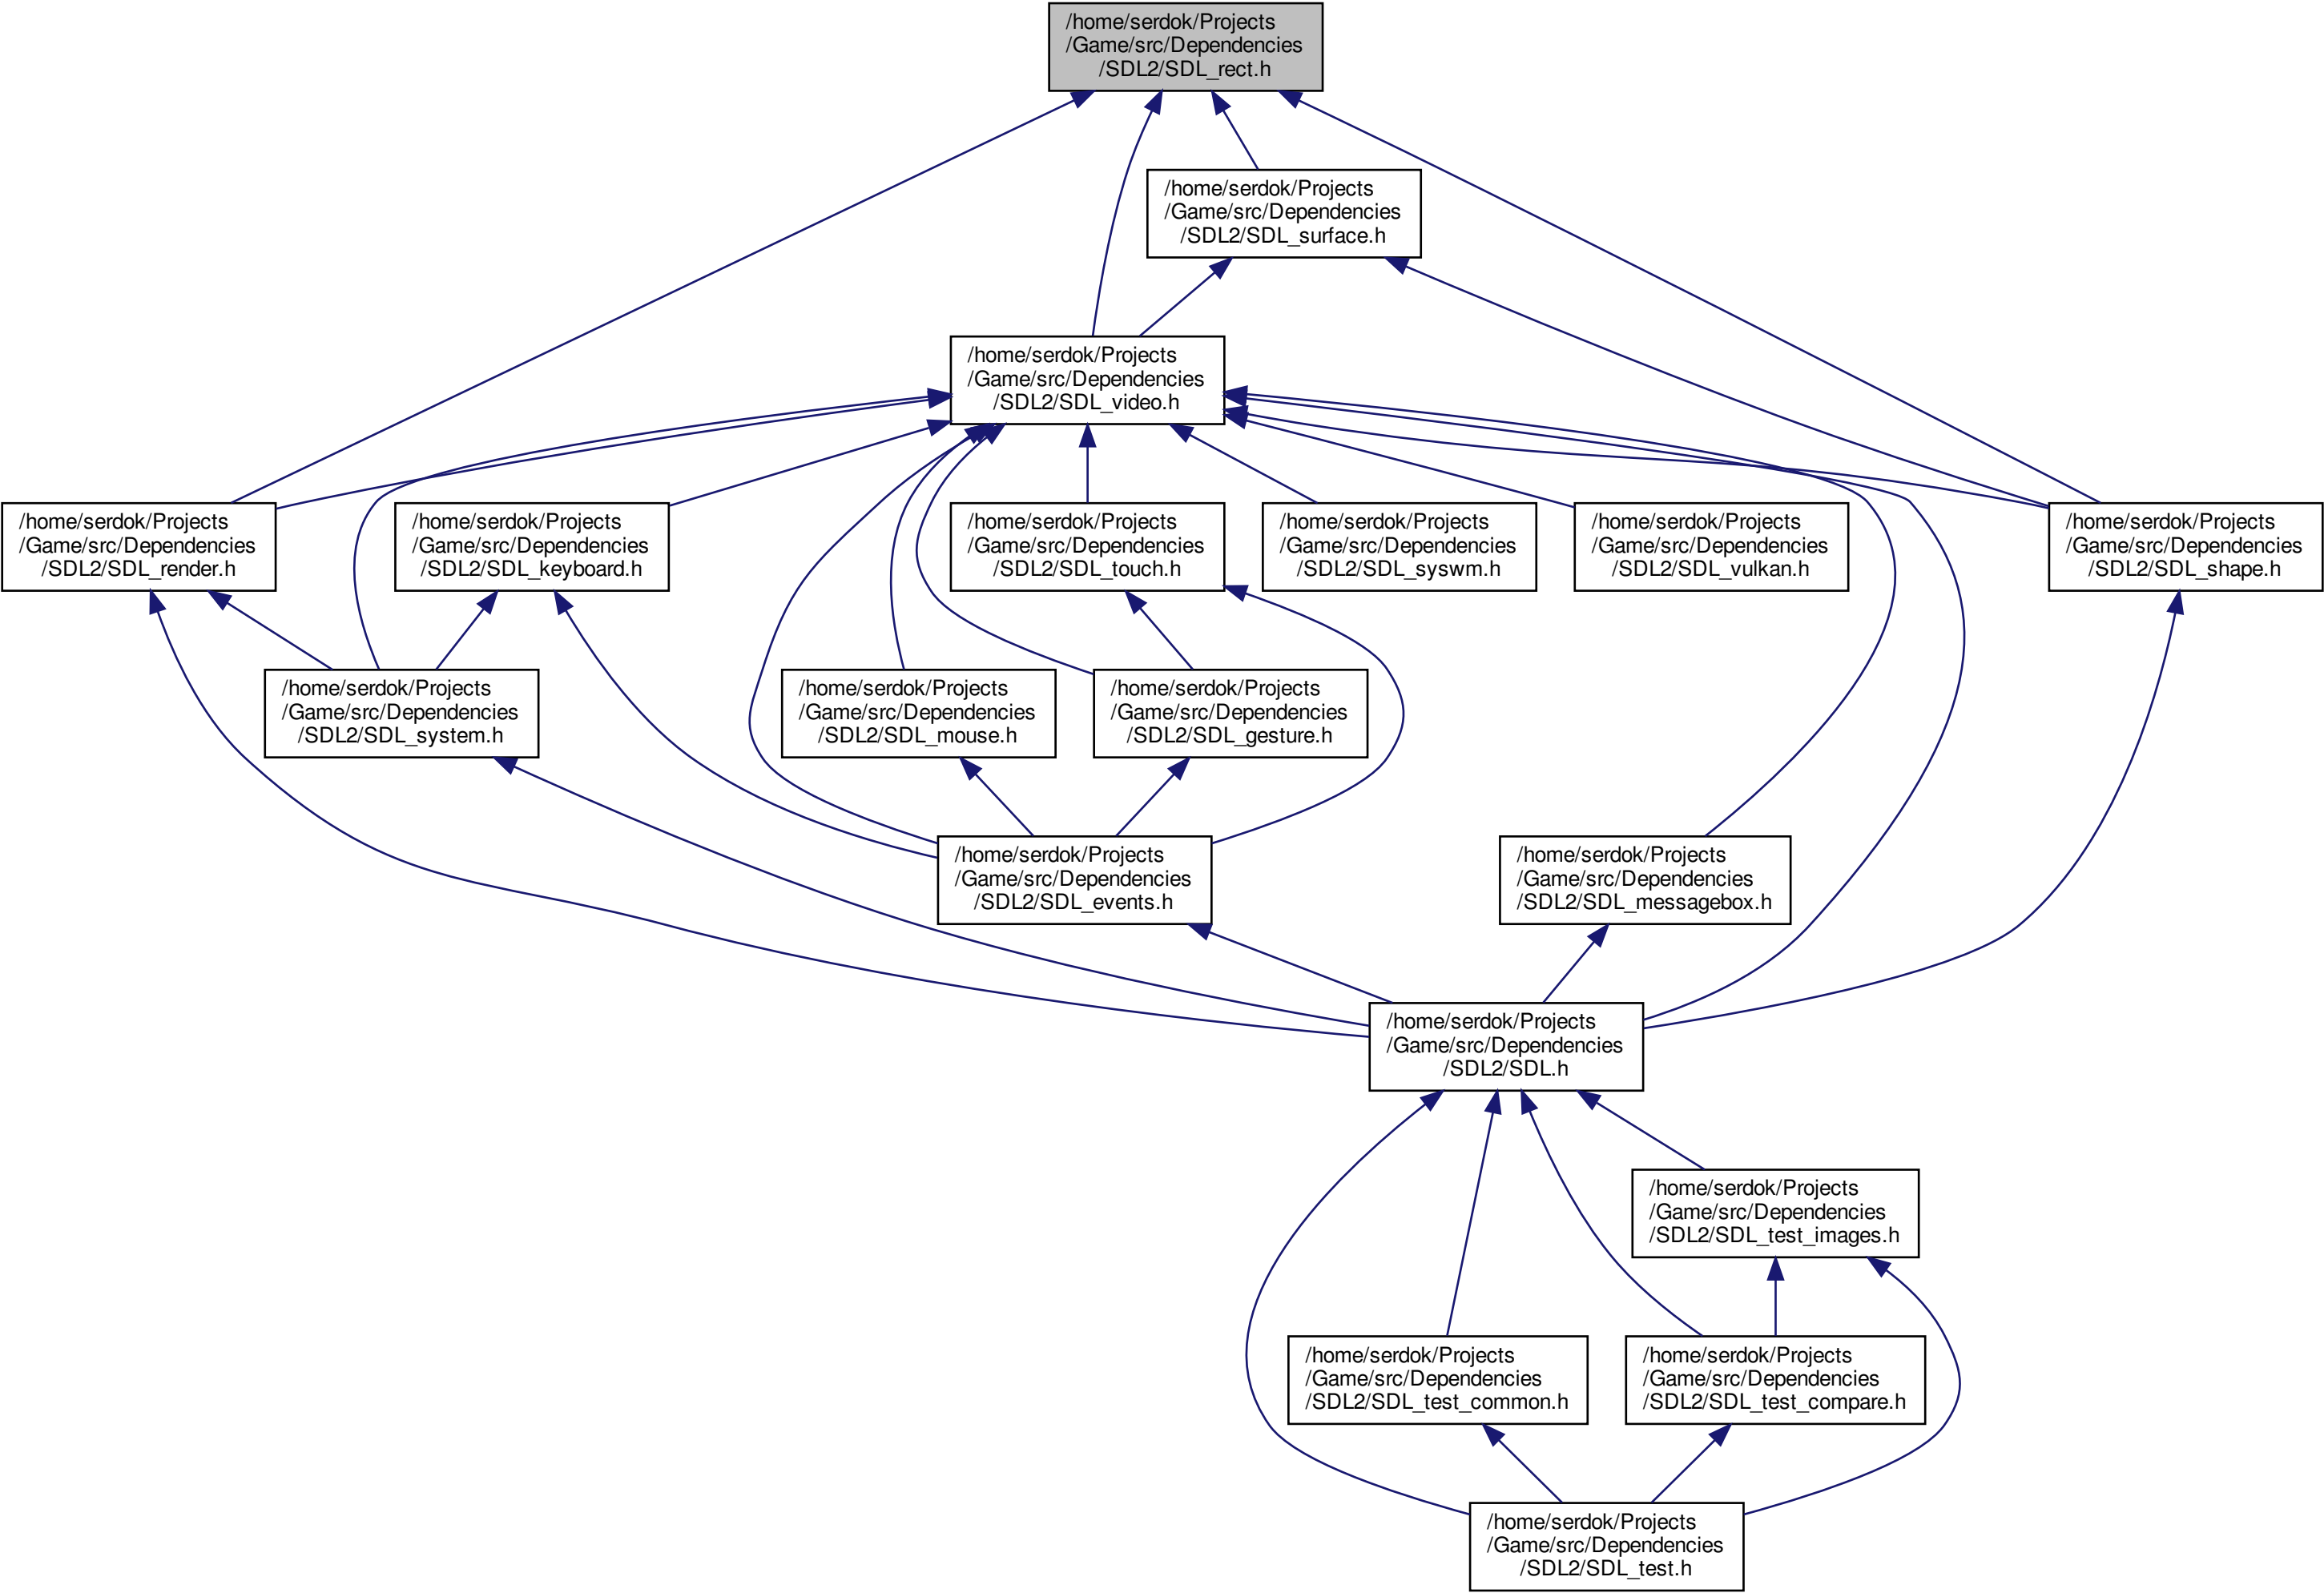 /home/serdok/Projects
/Game/src/Dependencies
/SDL2/SDL_rect.h
/home/serdok/Projects
/Game/src/Dependencies
/SDL2/SDL_surface.h
/home/serdok/Projects
/Game/src/Dependencies
/SDL2/SDL_video.h
/home/serdok/Projects
/Game/src/Dependencies
/SDL2/SDL_render.h
/home/serdok/Projects
/Game/src/Dependencies
/SDL2/SDL_keyboard.h
/home/serdok/Projects
/Game/src/Dependencies
/SDL2/SDL_touch.h
/home/serdok/Projects
/Game/src/Dependencies
/SDL2/SDL_syswm.h
/home/serdok/Projects
/Game/src/Dependencies
/SDL2/SDL_vulkan.h
/home/serdok/Projects
/Game/src/Dependencies
/SDL2/SDL_shape.h
/home/serdok/Projects
/Game/src/Dependencies
/SDL2/SDL_system.h
/home/serdok/Projects
/Game/src/Dependencies
/SDL2/SDL_mouse.h
/home/serdok/Projects
/Game/src/Dependencies
/SDL2/SDL_gesture.h
/home/serdok/Projects
/Game/src/Dependencies
/SDL2/SDL_events.h
/home/serdok/Projects
/Game/src/Dependencies
/SDL2/SDL_messagebox.h
/home/serdok/Projects
/Game/src/Dependencies
/SDL2/SDL.h
/home/serdok/Projects
/Game/src/Dependencies
/SDL2/SDL_test_images.h
/home/serdok/Projects
/Game/src/Dependencies
/SDL2/SDL_test_common.h
/home/serdok/Projects
/Game/src/Dependencies
/SDL2/SDL_test_compare.h
/home/serdok/Projects
/Game/src/Dependencies
/SDL2/SDL_test.h